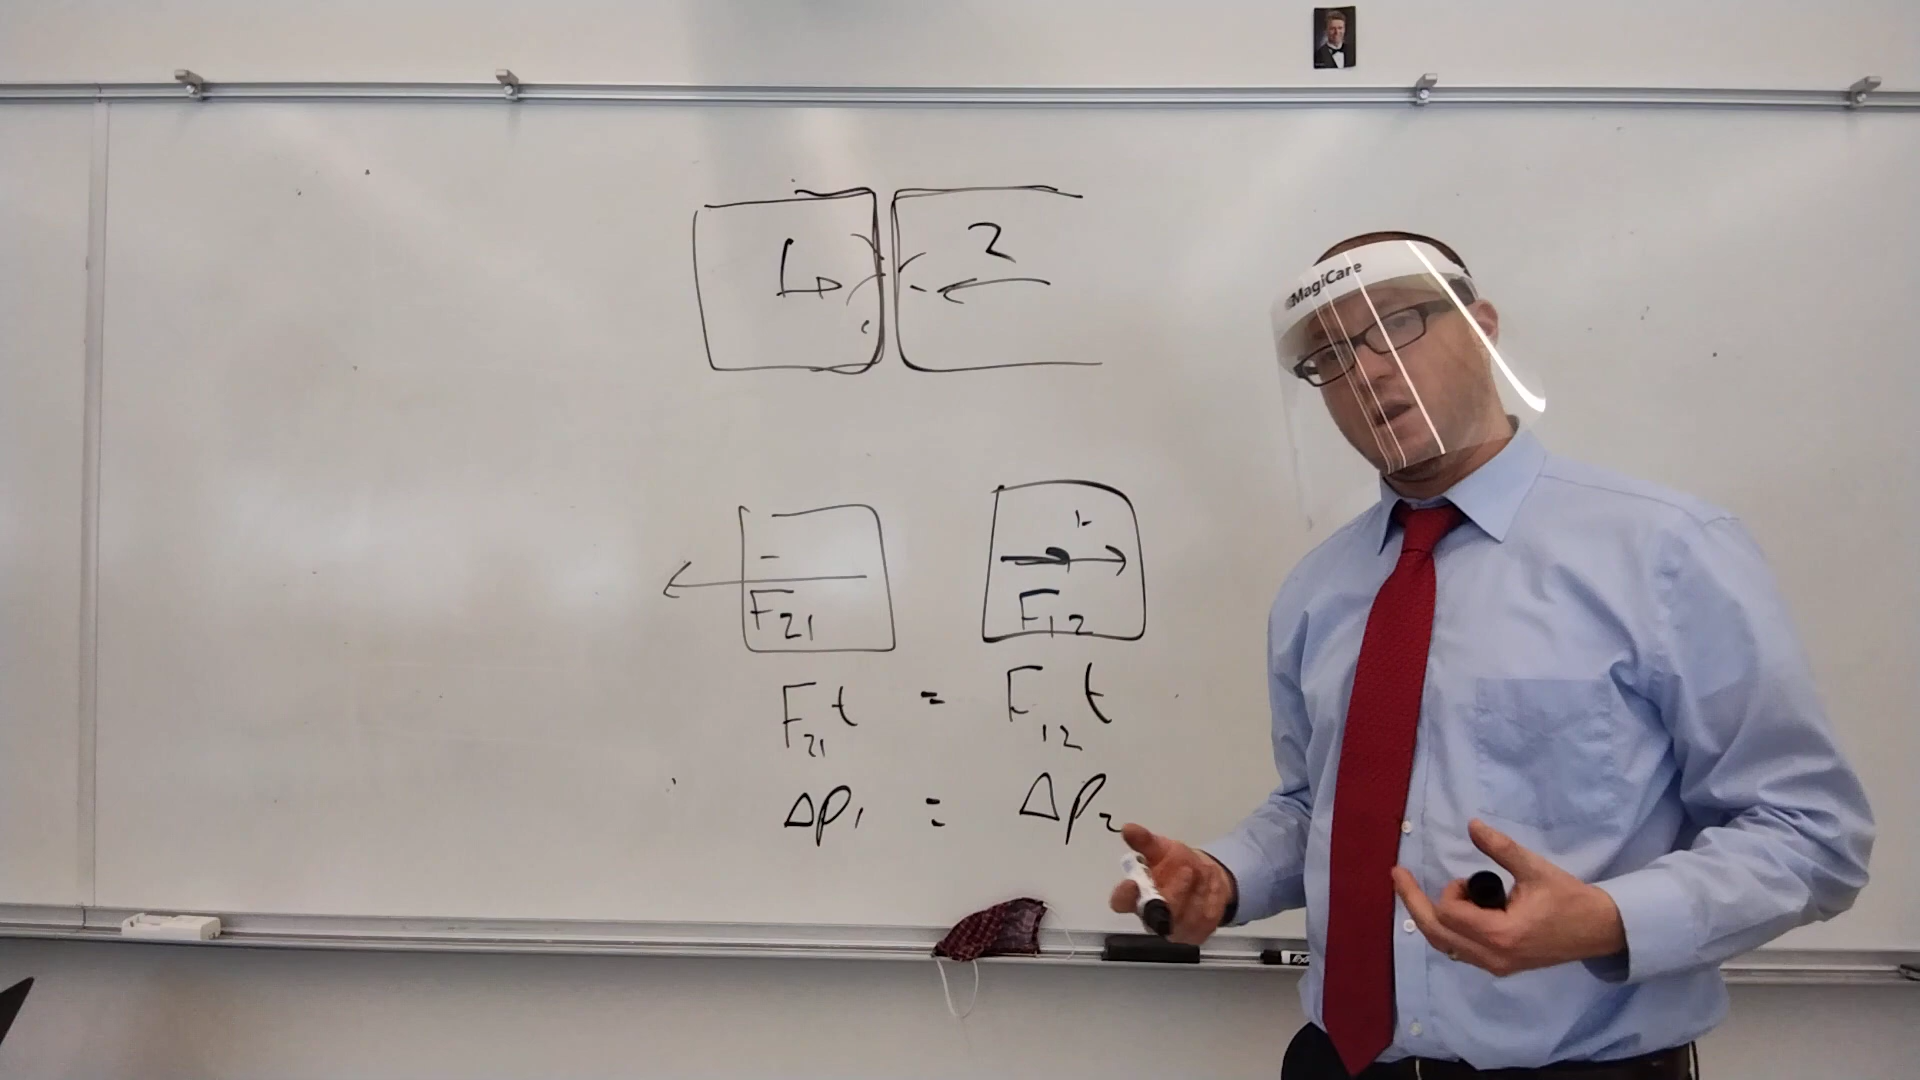 1 2
MagiCare
- +
F21 F12
F21t = F12t
Δp1 = Δp2